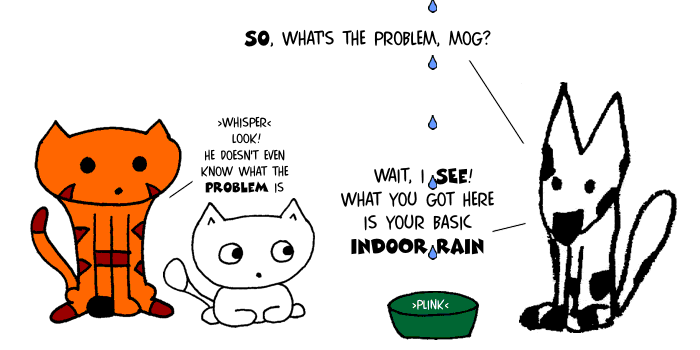 SO, WHAT'S THE PROBLEM, MOG?
>WHISPER<
LOOK!
HE DOESN'T EVEN
KNOW WHAT THE
PROBLEM IS
WAIT, I SEE!
WHAT YOU GOT HERE
IS YOUR BASIC
INDOOR RAIN
>PLINK<